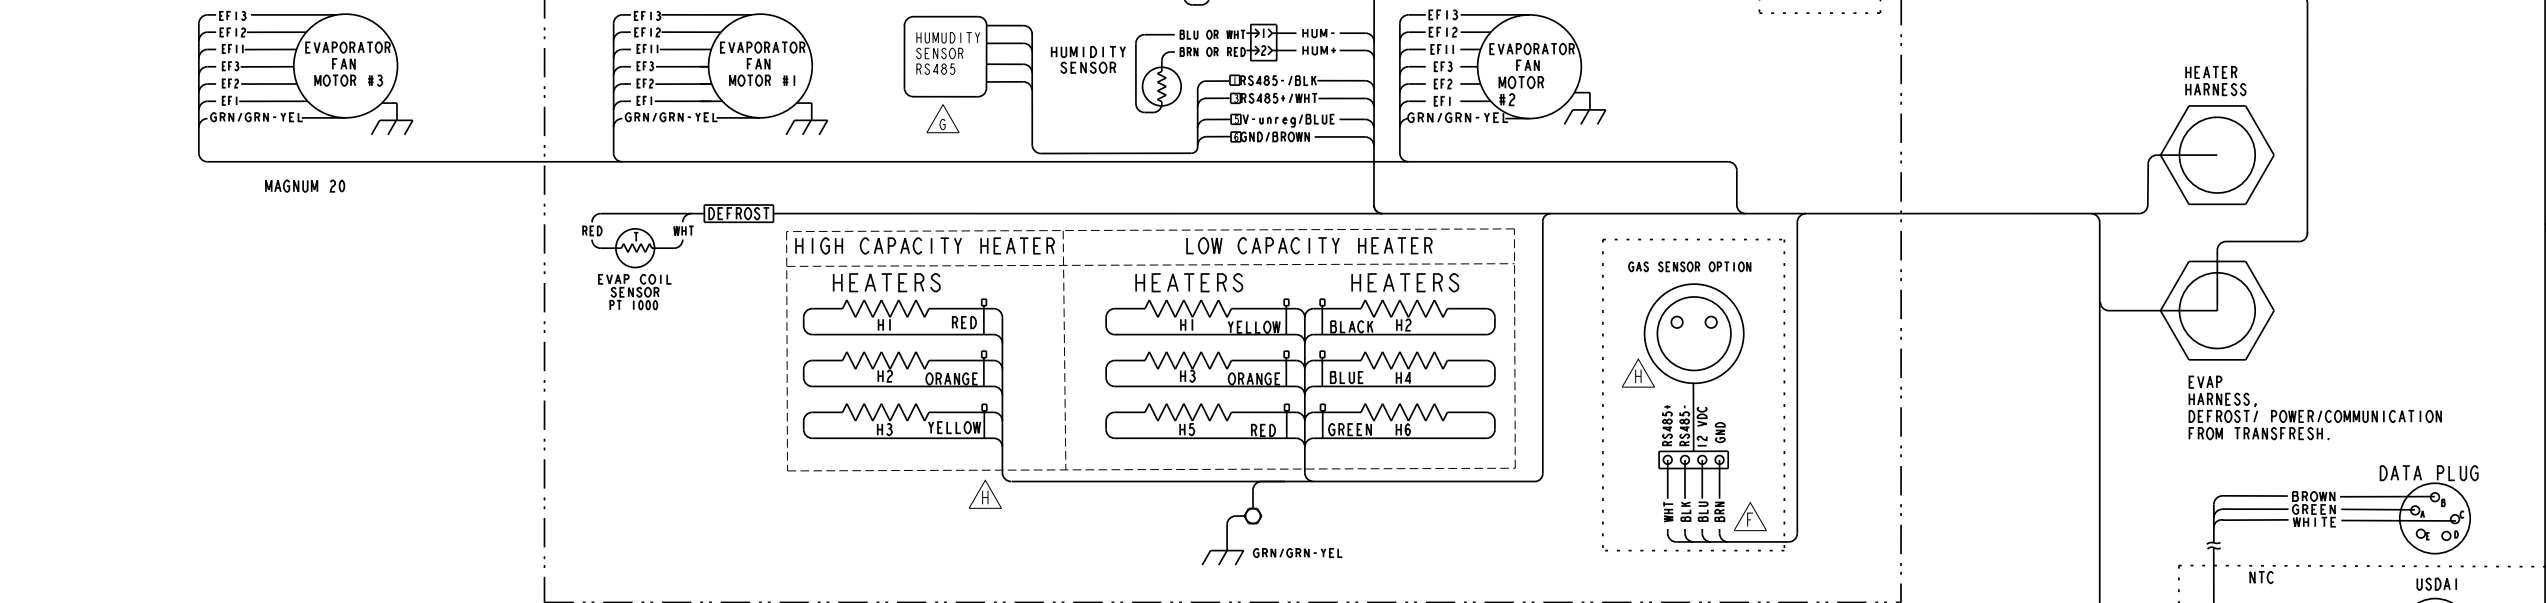 EF13
EF12
EF11
EF3
EF2
EF1
GRN/GRN-YEL
EVAPORATOR
FAN
MOTOR #3
MAGNUM 20
EF13
EF12
EF11
EF3
EF2
EF1
GRN/GRN-YEL
EVAPORATOR
FAN
MOTOR #1
HUMUDITY
SENSOR
RS485
G
HUMIDITY
SENSOR
BLU OR WHT
1
HUM-
BRN OR RED
2
HUM+
1
RS485-/BLK
3
RS485+/WHT
5
V-unreg/BLUE
6
GND/BROWN
EF13
EF12
EF11
EF3
EF2
EF1
GRN/GRN-YEL
EVAPORATOR
FAN
MOTOR
#2
HEATER
HARNESS
DEFROST
RED
T
WHT
EVAP COIL
SENSOR
PT 1000
HIGH CAPACITY HEATER
HEATERS
H1 RED
H2 ORANGE
H3 YELLOW
H
LOW CAPACITY HEATER
HEATERS
H1 YELLOW
H3 ORANGE
H5 RED
HEATERS
BLACK H2
BLUE H4
GREEN H6
GRN/GRN-YEL
GAS SENSOR OPTION
H
RS485+
RS485-
12 VDC
GND
WHT
BLK
BLU
BRN
F
EVAP
HARNESS,
DEFROST/ POWER/COMMUNICATION
FROM TRANSFRESH.
DATA PLUG
BROWN
GREEN
WHITE
B
A
C
E
D
NTC
USDA1